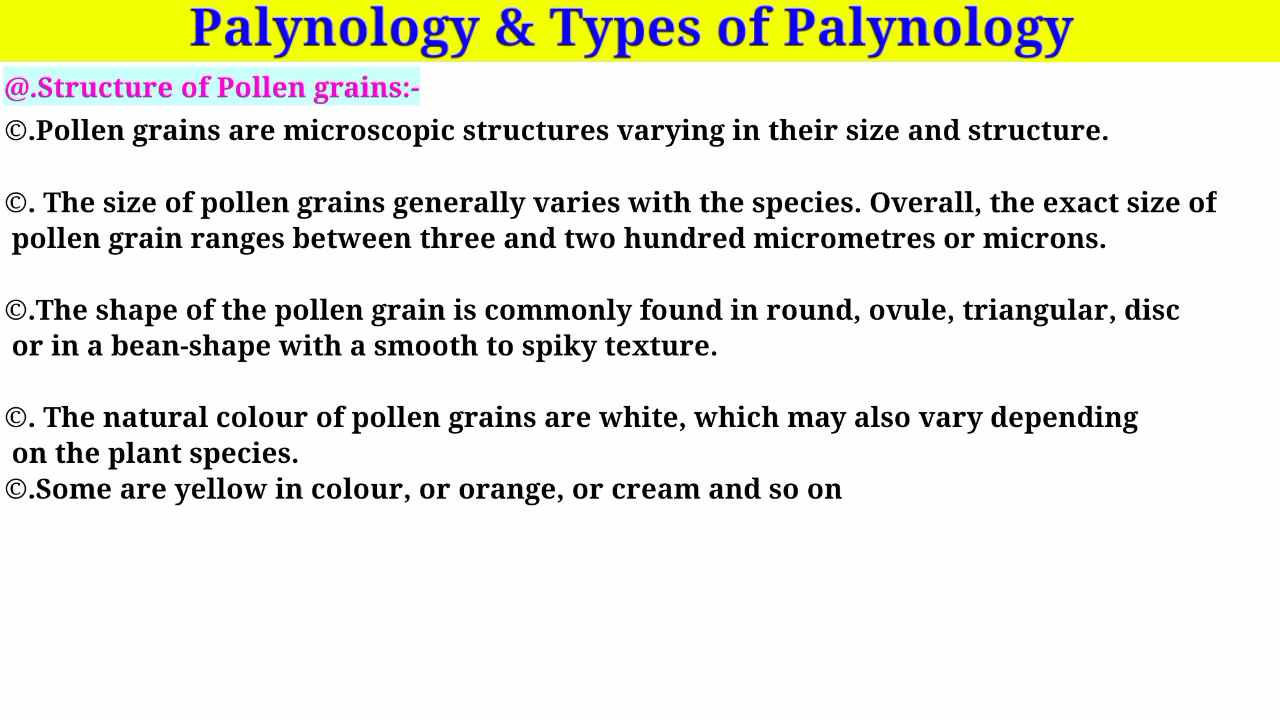 Palynology & Types of Palynology
@.Structure of Pollen grains:-
©.Pollen grains are microscopic structures varying in their size and structure.
©. The size of pollen grains generally varies with the species. Overall, the exact size of
pollen grain ranges between three and two hundred micrometres or microns.
©.The shape of the pollen grain is commonly found in round, ovule, triangular, disc
or in a bean-shape with a smooth to spiky texture.
©. The natural colour of pollen grains are white, which may also vary depending
on the plant species.
©.Some are yellow in colour, or orange, or cream and so on